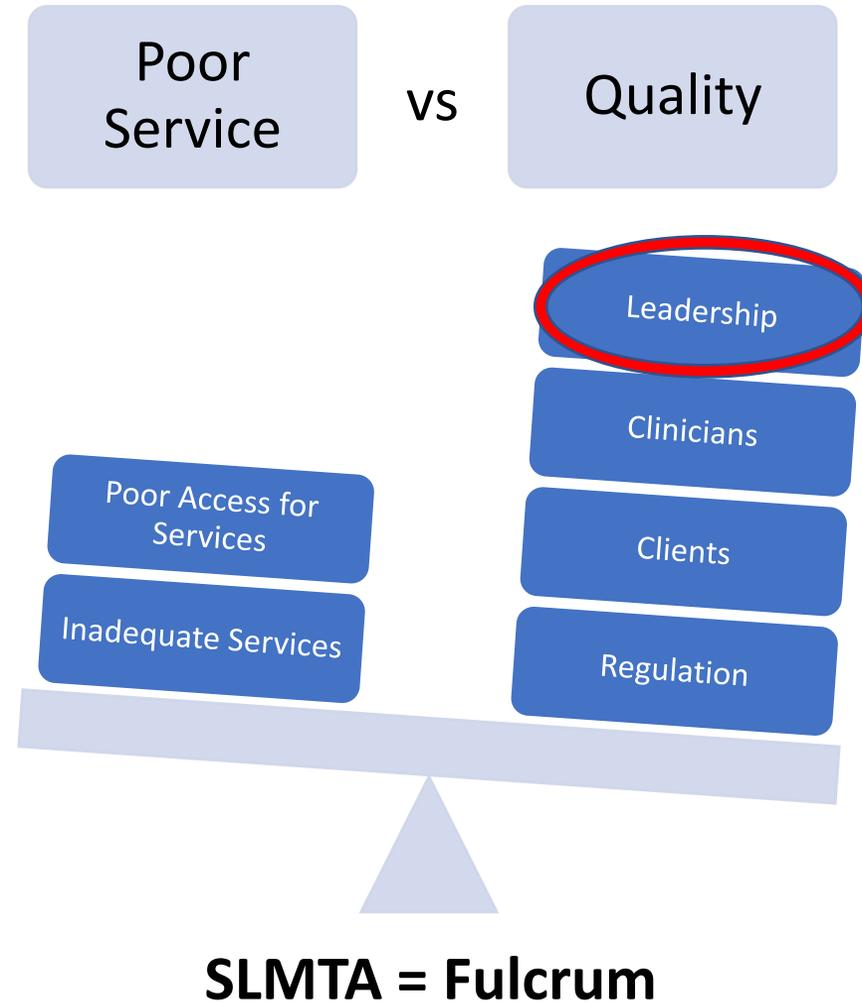 Poor
Service
vs
Quality
Leadership
Clinicians
Clients
Regulation
Poor Access for
Services
Inadequate Services
SLMTA = Fulcrum